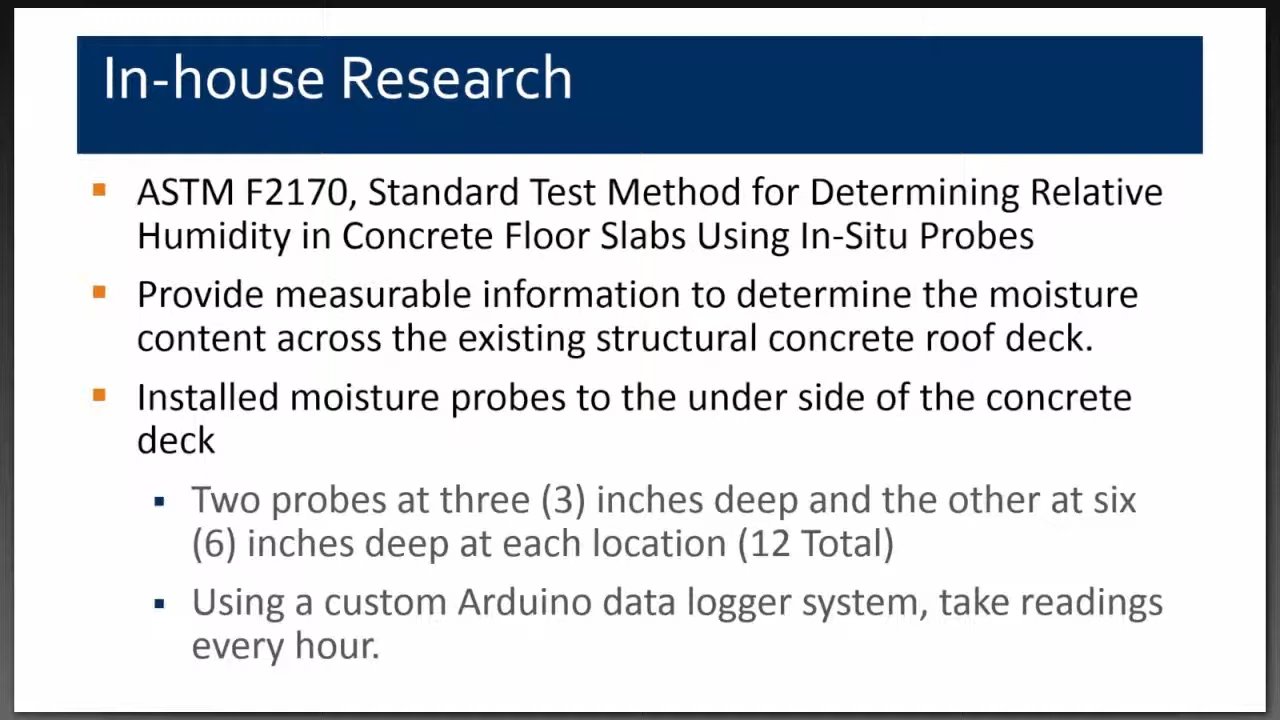 In-house Research
ASTM F2170, Standard Test Method for Determining Relative
Humidity in Concrete Floor Slabs Using In-Situ Probes
Provide measurable information to determine the moisture
content across the existing structural concrete roof deck.
Installed moisture probes to the under side of the concrete
deck
Two probes at three (3) inches deep and the other at six
(6) inches deep at each location (12 Total)
Using a custom Arduino data logger system, take readings
every hour.